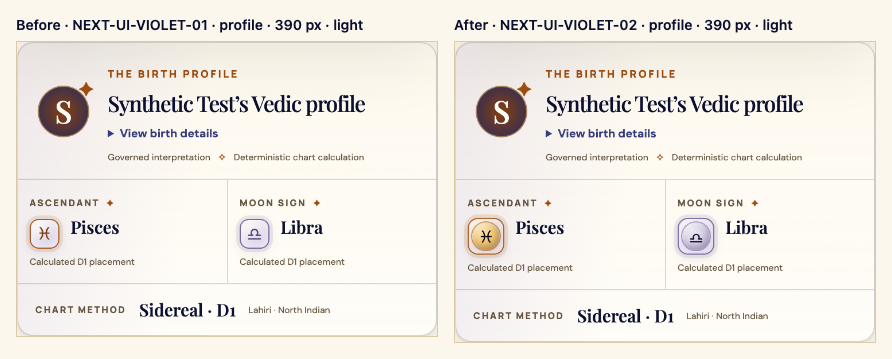 Before · NEXT-UI-VIOLET-01 · profile · 390 px · light
THE BIRTH PROFILE
S
Synthetic Test’s Vedic profile
View birth details
Governed interpretation ❖ Deterministic chart calculation
ASCENDANT ✦
♓ Pisces
Calculated D1 placement
MOON SIGN ✦
♎ Libra
Calculated D1 placement
CHART METHOD Sidereal · D1 Lahiri · North Indian
After · NEXT-UI-VIOLET-02 · profile · 390 px · light
THE BIRTH PROFILE
S
Synthetic Test’s Vedic profile
View birth details
Governed interpretation ❖ Deterministic chart calculation
ASCENDANT ✦
♓ Pisces
Calculated D1 placement
MOON SIGN ✦
♎ Libra
Calculated D1 placement
CHART METHOD Sidereal · D1 Lahiri · North Indian